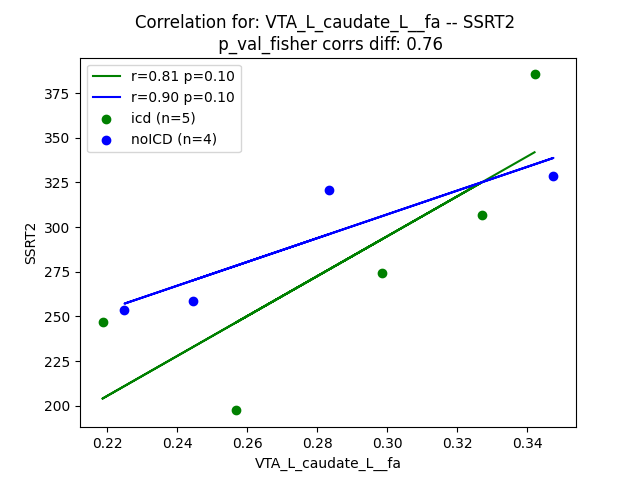 Correlation for: VTA_L_caudate_L__fa -- SSRT2
p_val_fisher corrs diff: 0.76
r=0.81 p=0.10
r=0.90 p=0.10
icd (n=5)
noICD (n=4)
375
350
325
300
275
250
225
200
SSRT2
0.22 0.24 0.26 0.28 0.30 0.32 0.34
VTA_L_caudate_L__fa